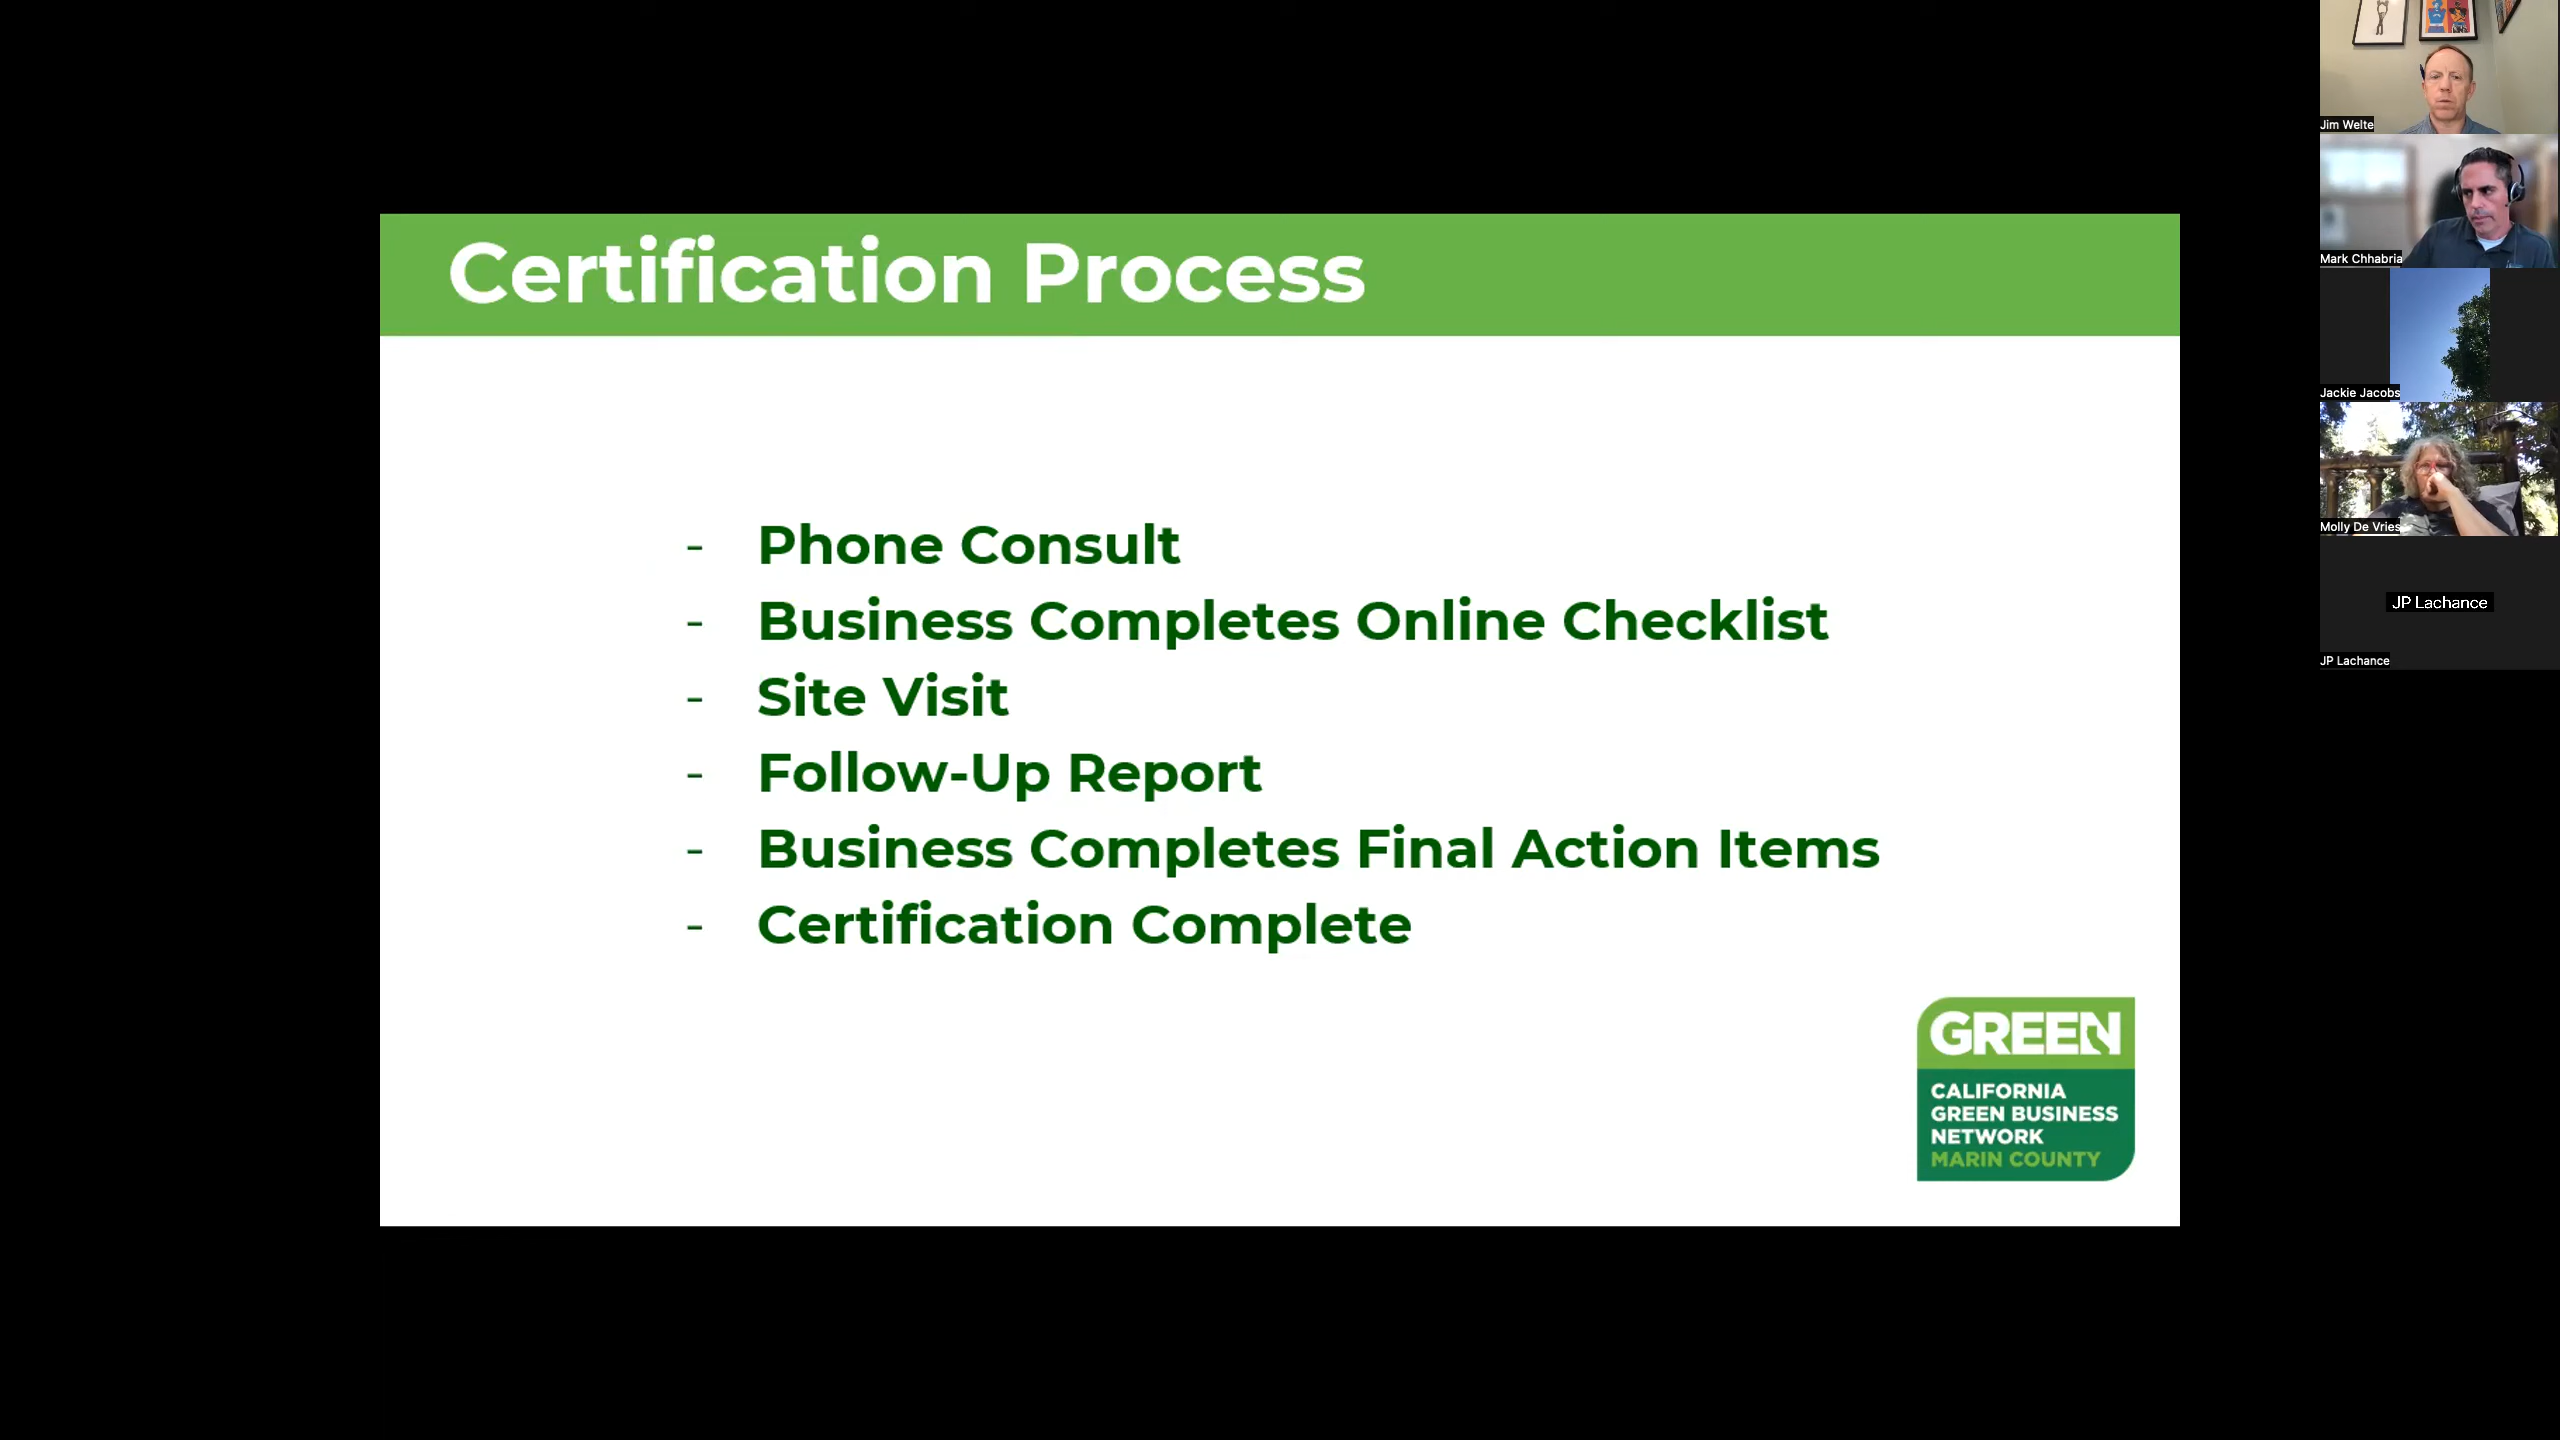 Certification Process
- Phone Consult
- Business Completes Online Checklist
- Site Visit
- Follow-Up Report
- Business Completes Final Action Items
- Certification Complete
GREEN
CALIFORNIA
GREEN BUSINESS
NETWORK
MARIN COUNTY
Jim Welte
Mark Chhabria
Jackie Jacobs
Molly De Vries
JP Lachance
JP Lachance